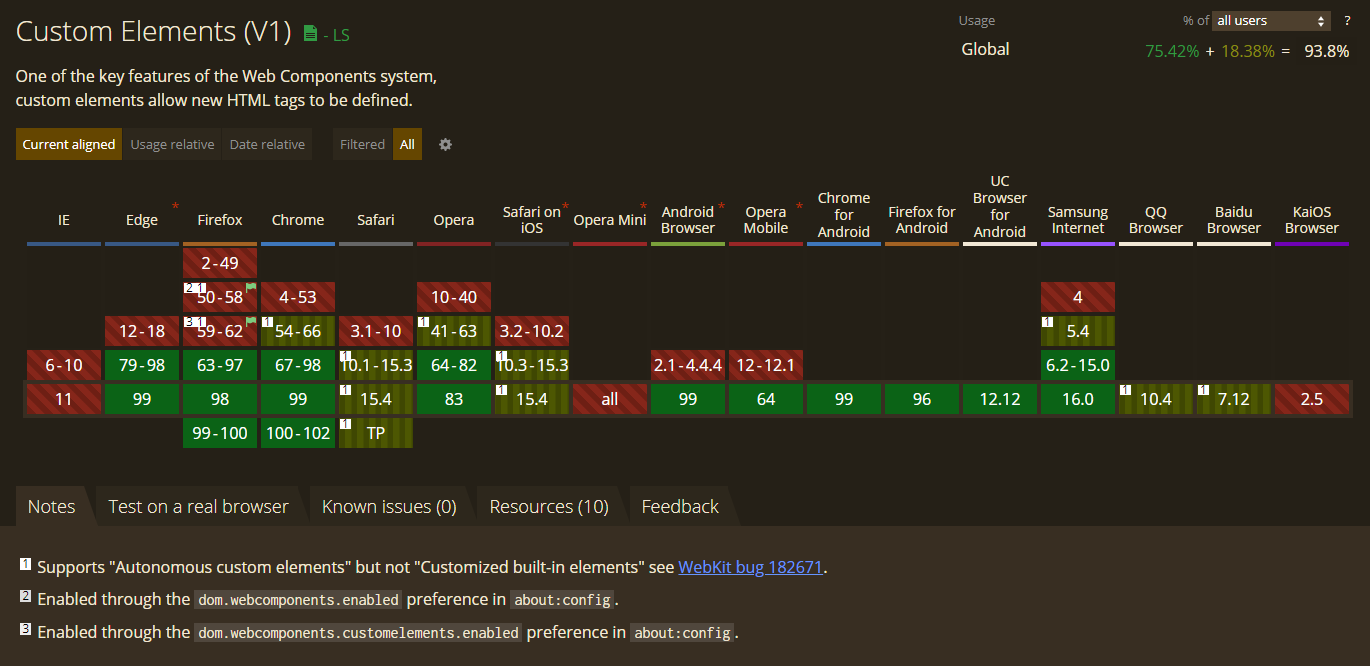 Custom Elements (V1) - LS
Usage % of all users ?
Global 75.42% + 18.38% = 93.8%
One of the key features of the Web Components system,
custom elements allow new HTML tags to be defined.
Current aligned Usage relative Date relative Filtered All
IE
Edge *
Firefox
Chrome
Safari
Opera
Safari on *
iOS
Opera Mini *
Android *
Browser
Opera *
Mobile
Chrome
for
Android
Firefox for
Android
UC
Browser
for
Android
Samsung
Internet
QQ
Browser
Baidu
Browser
KaiOS
Browser
2-49
2 1 50-58 4-53 10-40 4
12-18 3 1 59-62 1 54-66 3.1-10 1 41-63 3.2-10.2 1 5.4
6-10 79-98 63-97 67-98 1 10.1-15.3 64-82 1 10.3-15.3 2.1-4.4.4 12-12.1 6.2-15.0
11 99 98 99 1 15.4 83 1 15.4 all 99 64 99 96 12.12 16.0 1 10.4 1 7.12 2.5
99-100 100-102 1 TP
Notes Test on a real browser Known issues (0) Resources (10) Feedback
1 Supports "Autonomous custom elements" but not "Customized built-in elements" see WebKit bug 182671.
2 Enabled through the dom.webcomponents.enabled preference in about:config.
3 Enabled through the dom.webcomponents.customelements.enabled preference in about:config.